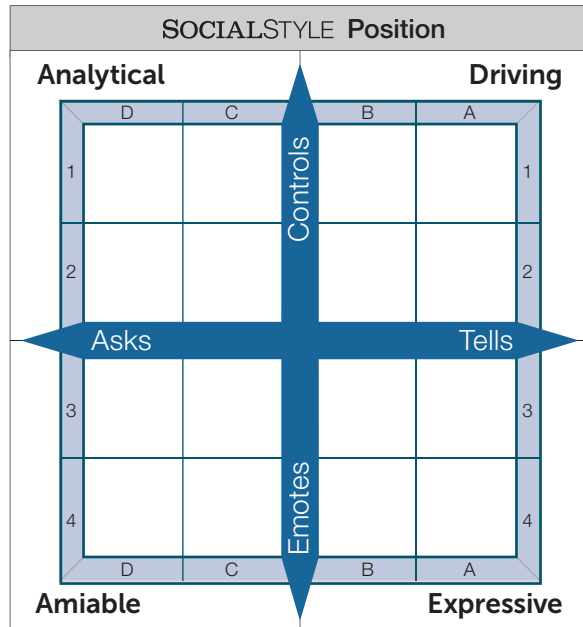 SOCIALSTYLE Position
Analytical Driving
D C B A
1 Controls 1
2 2
Asks Tells
3 3
4 Emotes 4
D C B A
Amiable Expressive